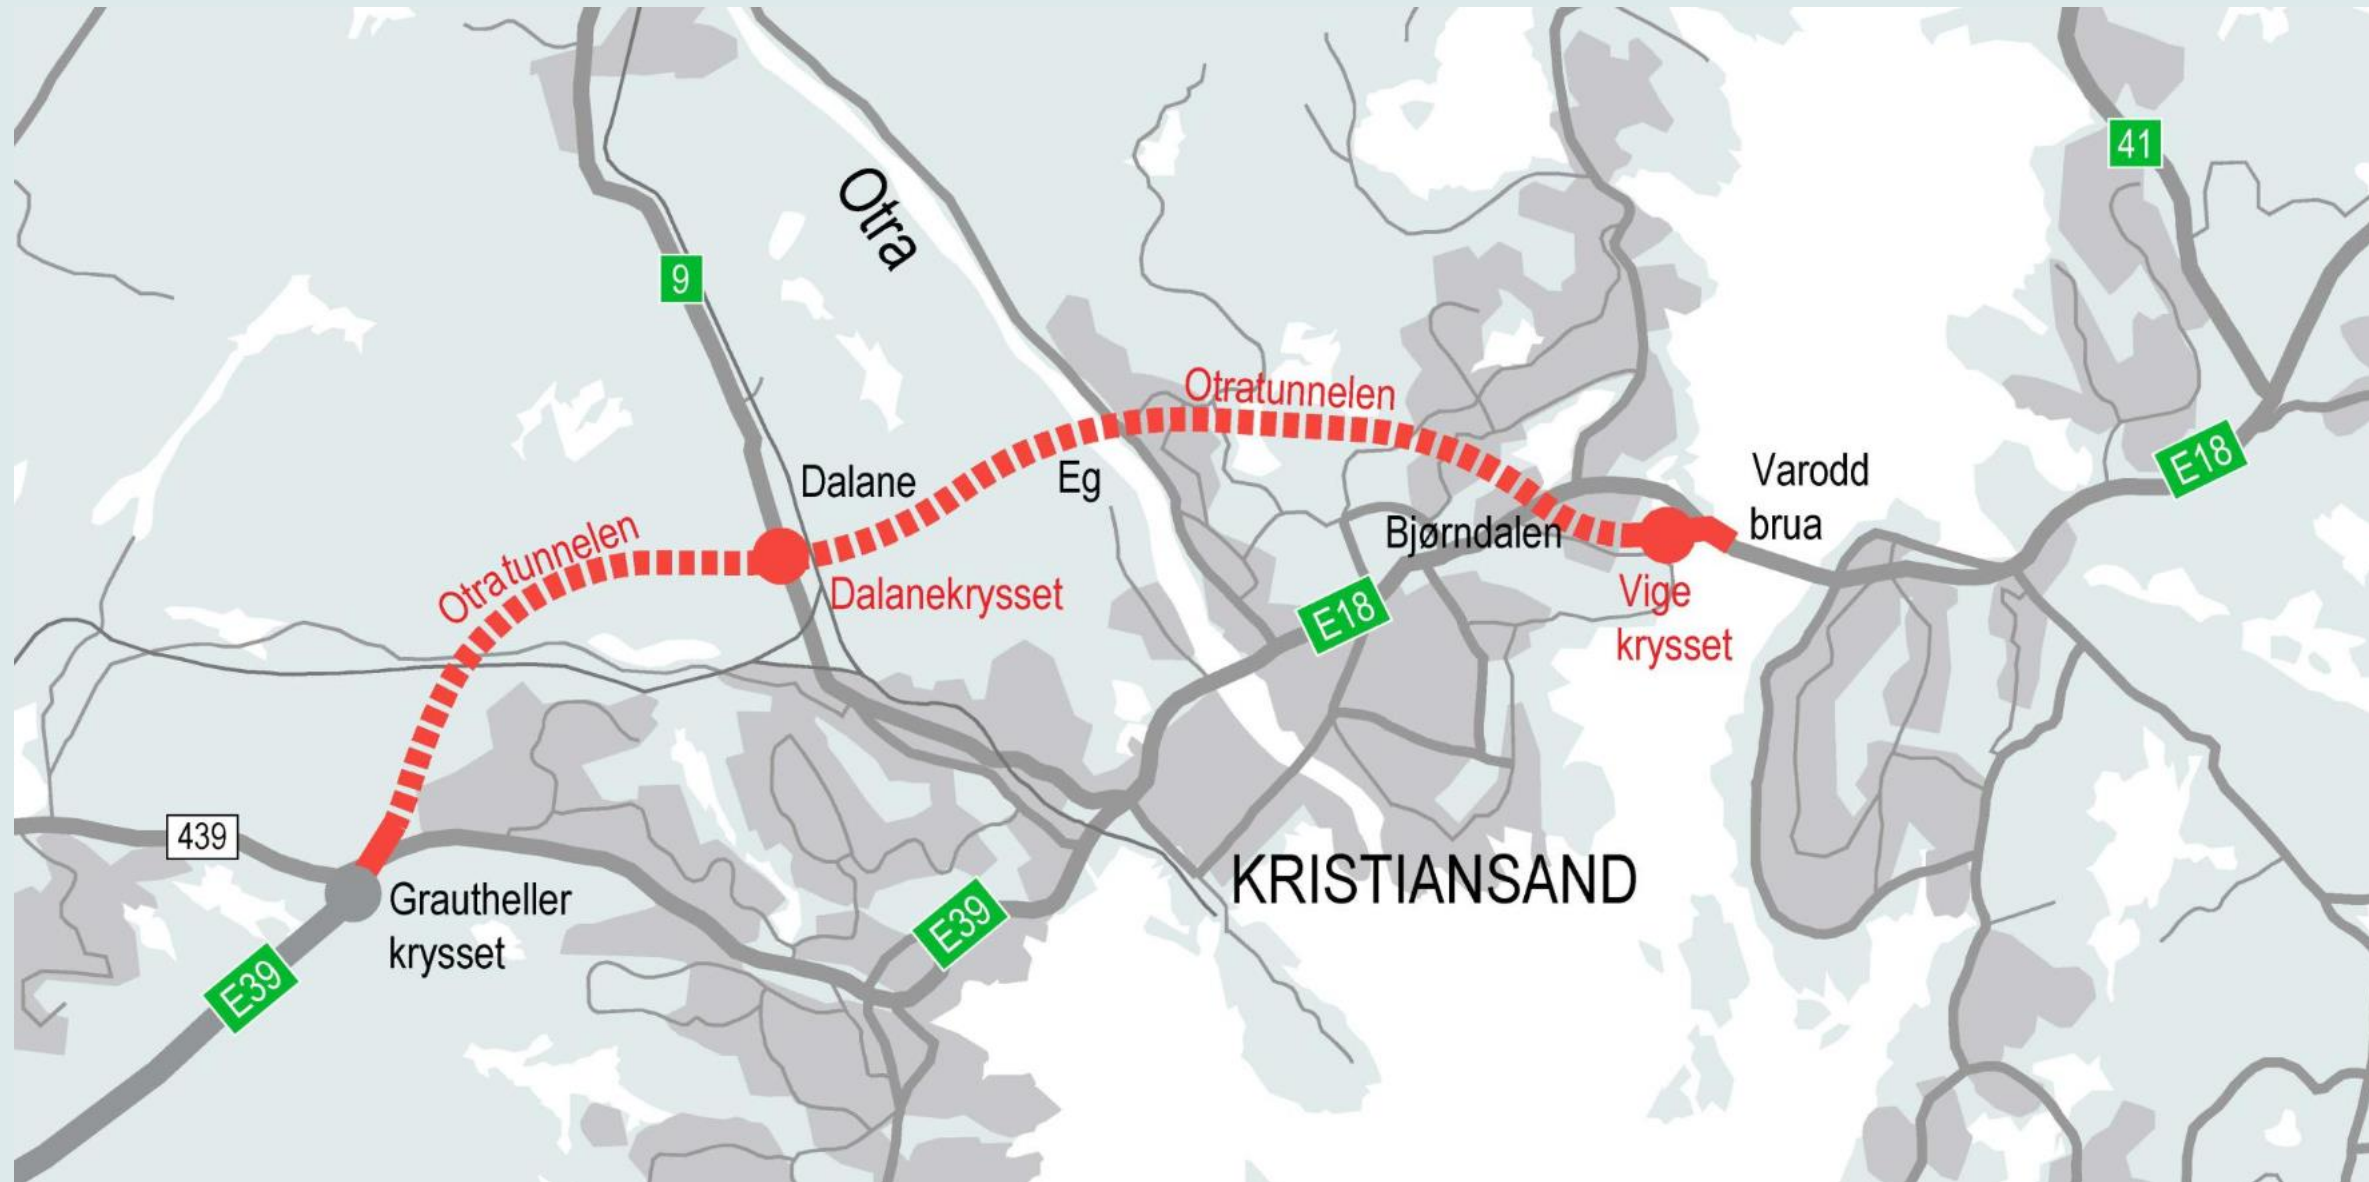 41
Otra
9
Otratunnelen
E18
Varodd
brua
Dalane
Eg
Otratunnelen
Bjørndalen
Dalanekrysset
E18
Vige
krysset
439
KRISTIANSAND
Grautheller
krysset
E39
E39